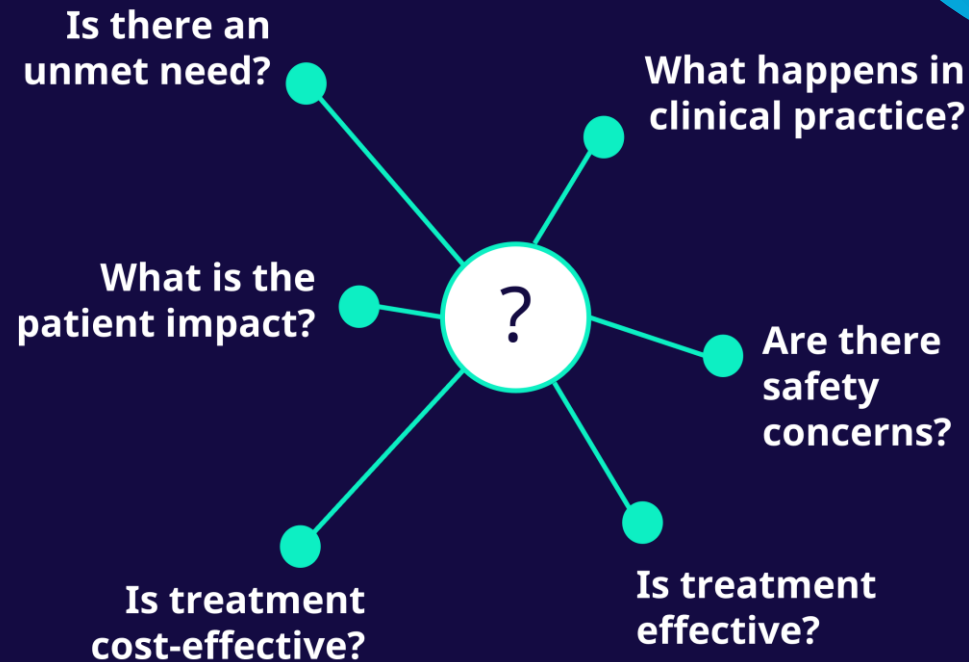 Is there an
unmet need?
What happens in
clinical practice?
What is the
patient impact?
?
Are there
safety
concerns?
Is treatment
cost-effective?
Is treatment
effective?